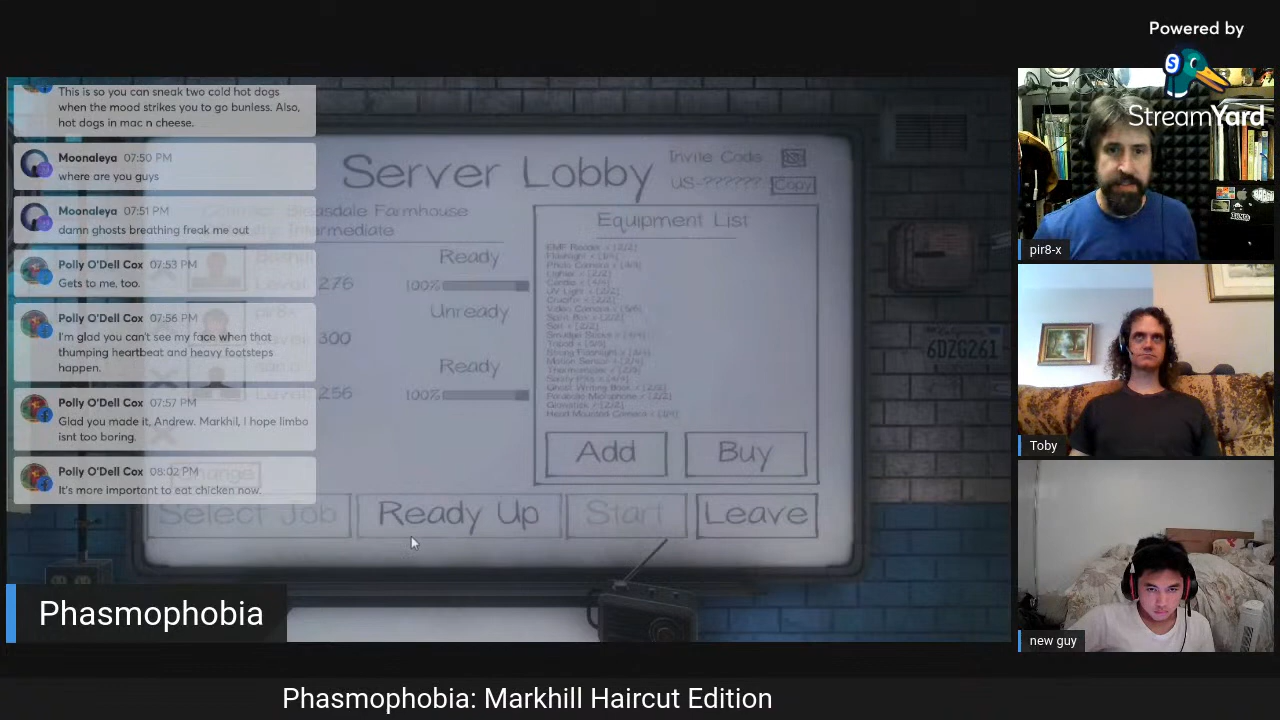 Powered by
StreamYard
This is so you can sneak two cold hot dogs
when the mood strikes you to go bunless. Also,
hot dogs in mac n cheese.
Moonaleya 07:50 PM
where are you guys
Moonaleya 07:51 PM
damn ghosts breathing freak me out
Polly O'Dell Cox 07:53 PM
Gets to me, too.
Polly O'Dell Cox 07:56 PM
I'm glad you can't see my face when that
thumping heartbeat and heavy footsteps
happen.
Polly O'Dell Cox 07:57 PM
Glad you made it, Andrew. Markhil, I hope limbo
isnt too boring.
Polly O'Dell Cox 08:02 PM
It's more important to eat chicken now.
Server Lobby
Invite Code
US-??????
Copy
Farmhouse
Intermediate
Ready
276
100%
Unready
300
Ready
256
100%
Change
Equipment List
Add
Buy
Select Job
Ready Up
Start
Leave
6DZG261
pir8-x
Toby
new guy
Phasmophobia
Phasmophobia: Markhill Haircut Edition